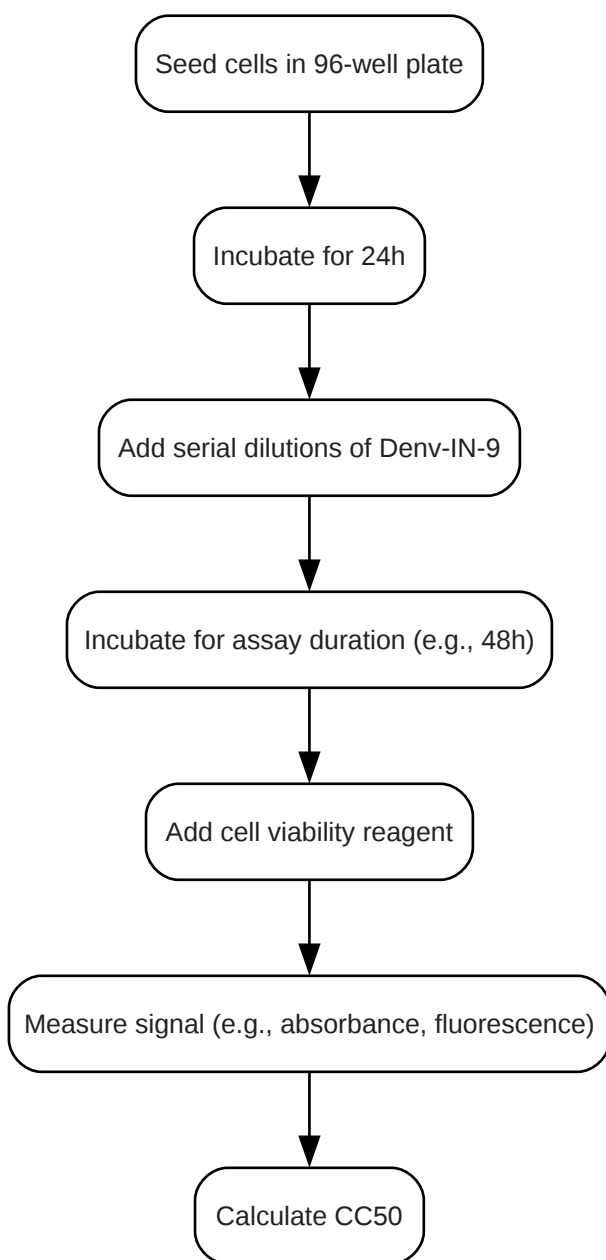 Seed cells in 96-well plate
Incubate for 24h
Add serial dilutions of Denv-IN-9
Incubate for assay duration (e.g., 48h)
Add cell viability reagent
Measure signal (e.g., absorbance, fluorescence)
Calculate CC50